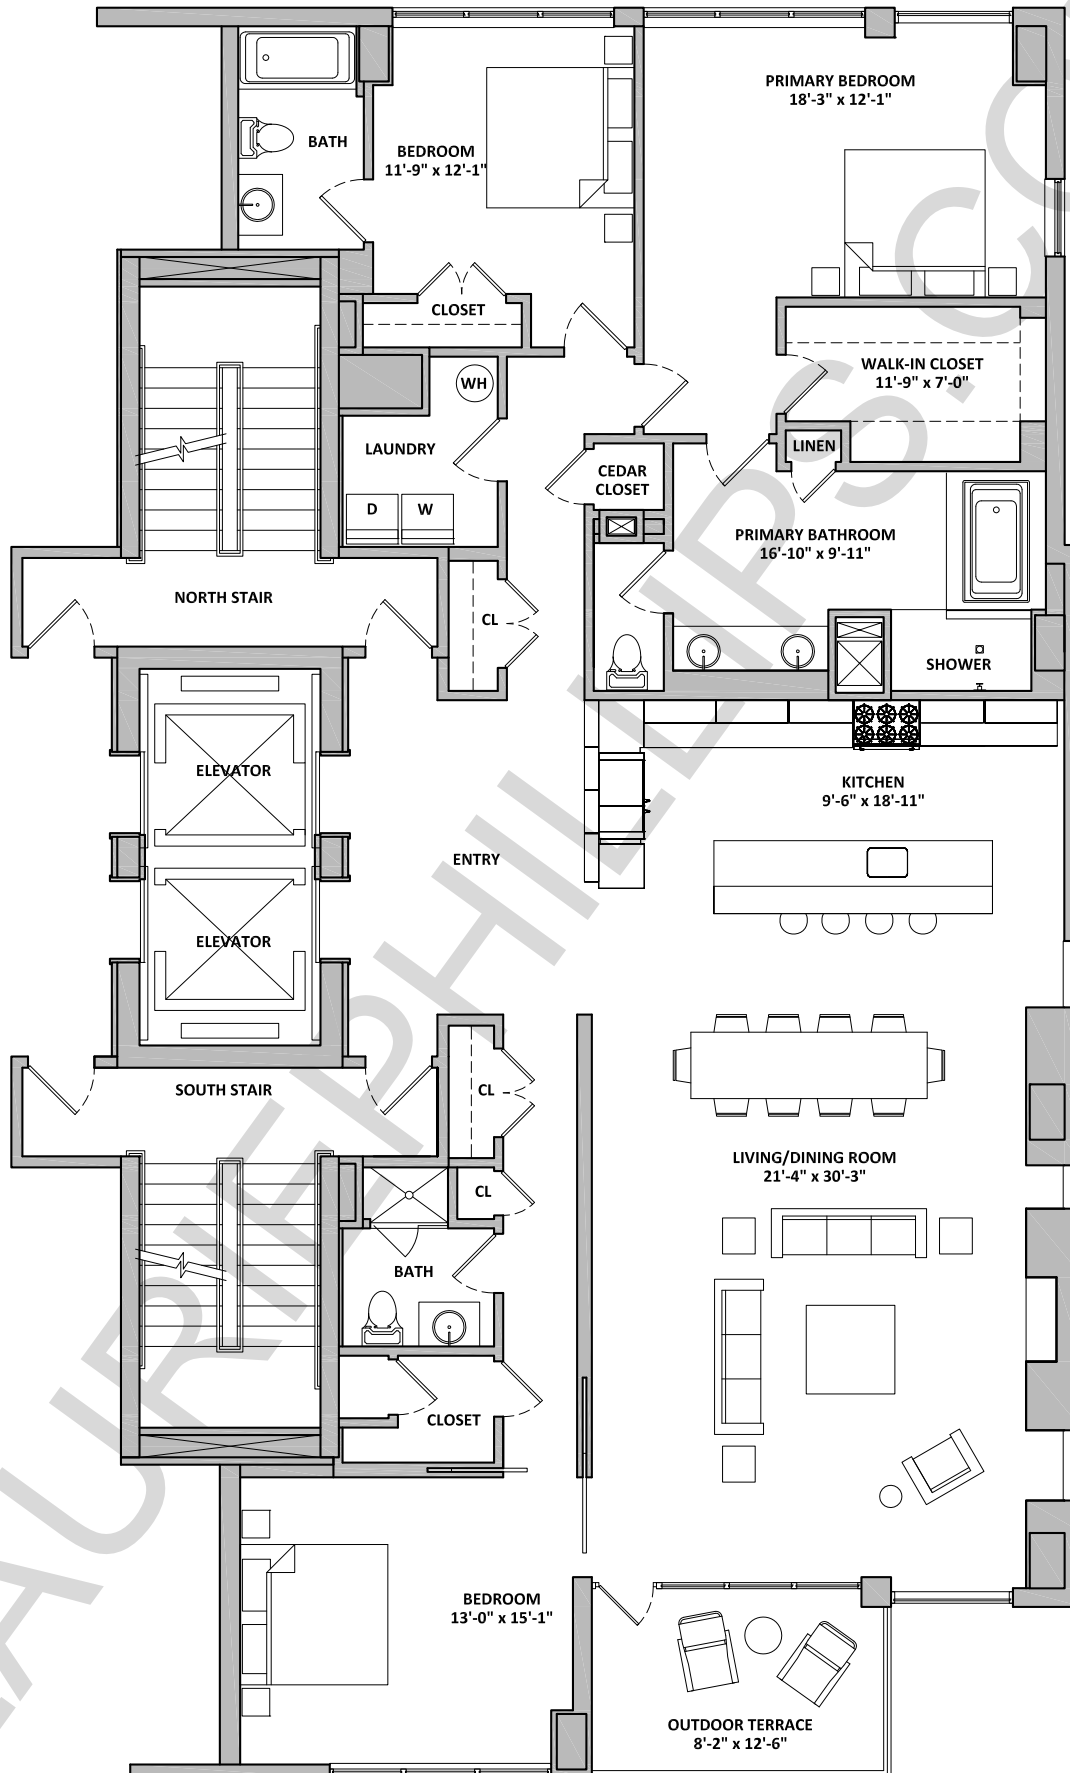 PRIMARY BEDROOM
18'-3" x 12'-1"
BATH
BEDROOM
11'-9" x 12'-1"
CLOSET
WALK-IN CLOSET
11'-9" x 7'-0"
WH
LAUNDRY
LINEN
CEDAR
CLOSET
D
W
PRIMARY BATHROOM
16'-10" x 9'-11"
NORTH STAIR
CL
SHOWER
ELEVATOR
KITCHEN
9'-6" x 18'-11"
ENTRY
ELEVATOR
SOUTH STAIR
CL
LIVING/DINING ROOM
21'-4" x 30'-3"
CL
BATH
CLOSET
BEDROOM
13'-0" x 15'-1"
OUTDOOR TERRACE
8'-2" x 12'-6"
LAURIEPHILLIPS.CO